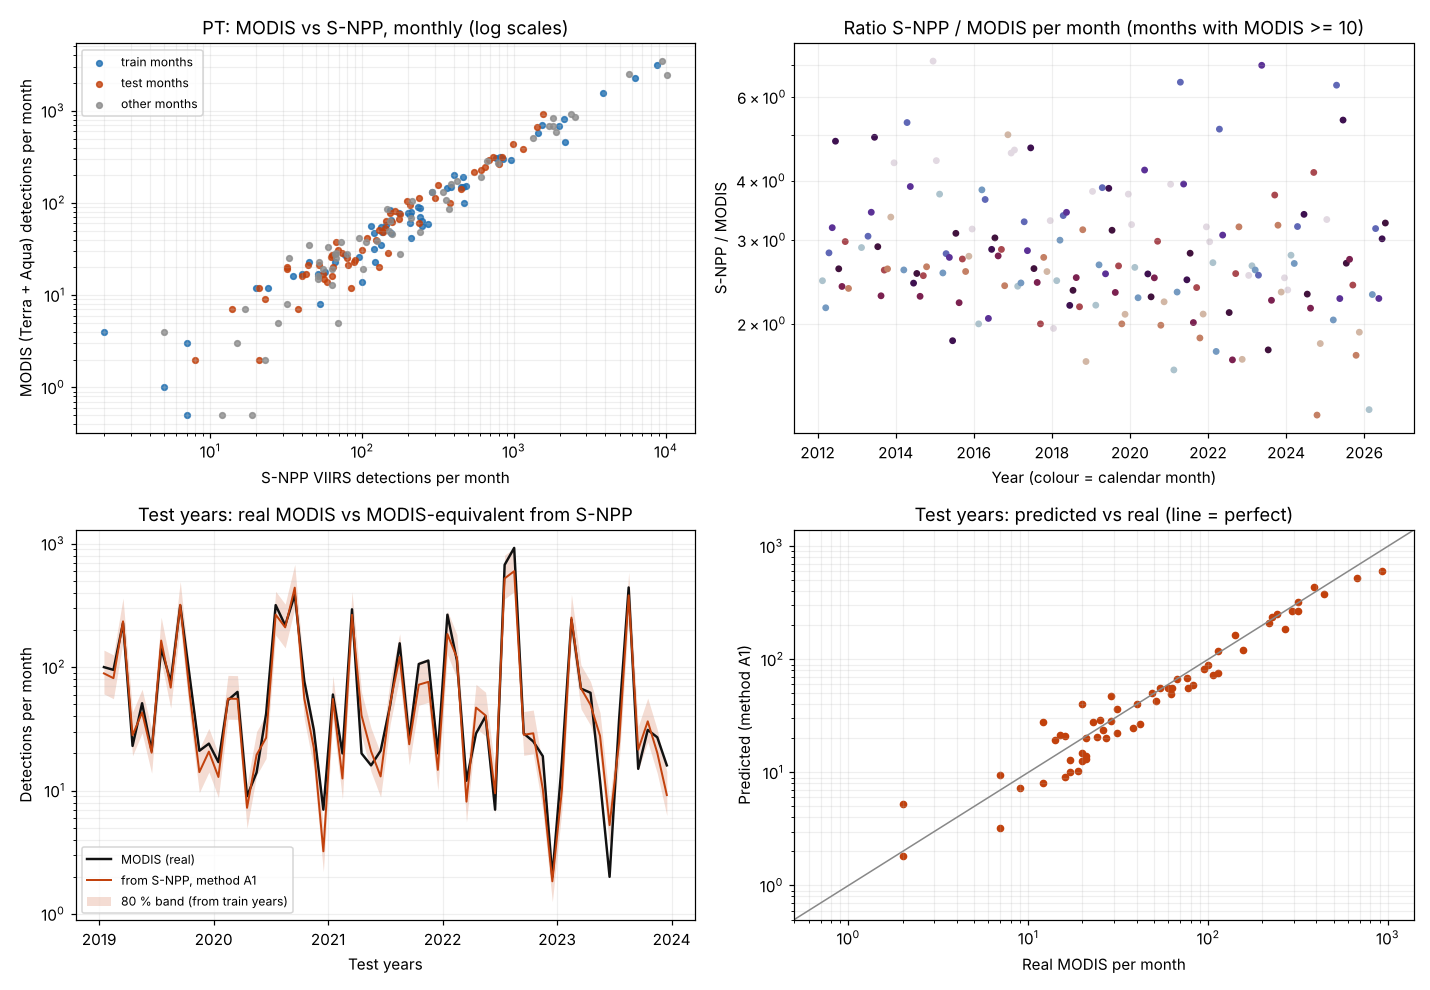 PT: MODIS vs S-NPP, monthly (log scales)
train months
test months
other months
MODIS (Terra + Aqua) detections per month
10³
10²
10¹
10⁰
10¹
10²
10³
10⁴
S-NPP VIIRS detections per month
Ratio S-NPP / MODIS per month (months with MODIS >= 10)
S-NPP / MODIS
6 × 10⁰
4 × 10⁰
3 × 10⁰
2 × 10⁰
2012
2014
2016
2018
2020
2022
2024
2026
Year (colour = calendar month)
Test years: real MODIS vs MODIS-equivalent from S-NPP
Detections per month
10³
10²
10¹
10⁰
MODIS (real)
from S-NPP, method A1
80 % band (from train years)
2019
2020
2021
2022
2023
2024
Test years
Test years: predicted vs real (line = perfect)
Predicted (method A1)
10³
10²
10¹
10⁰
10⁰
10¹
10²
10³
Real MODIS per month